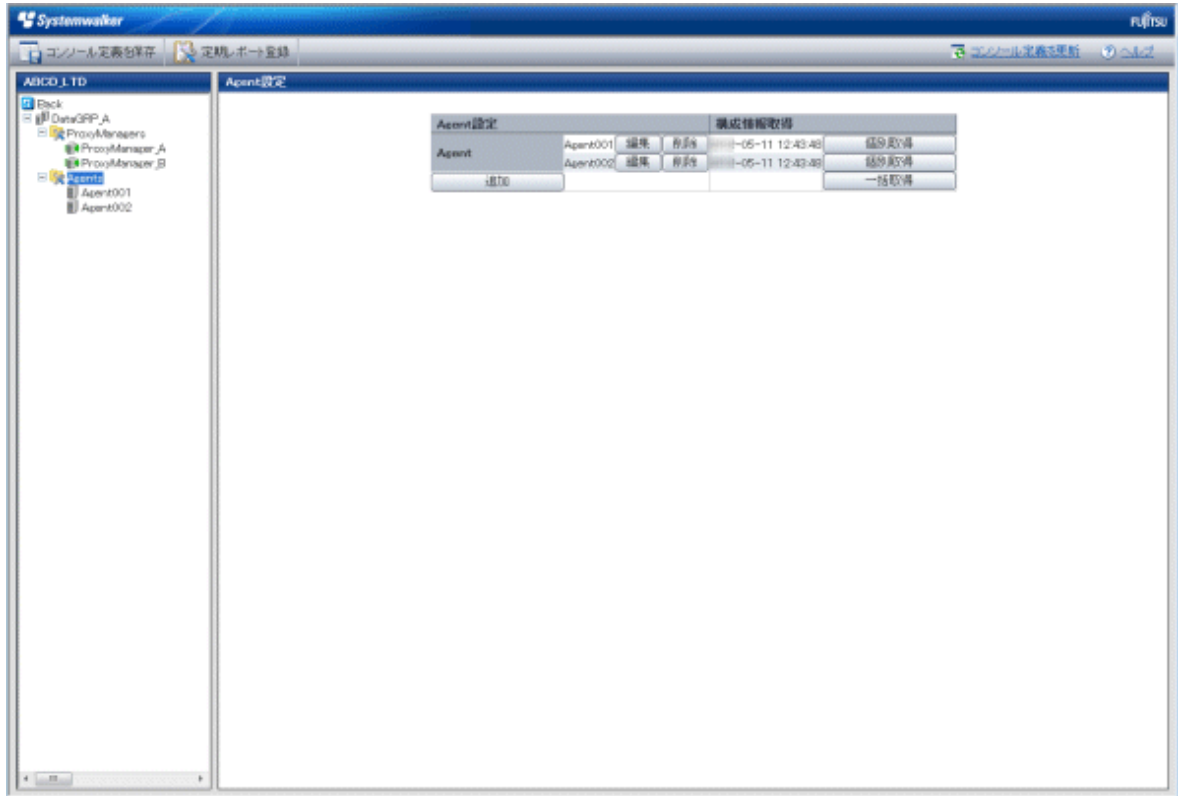 Systemwalker
FUJITSU
コンソール定義を保存
定期レポート登録
コンソール定義を更新
ヘルプ
ABCD_LTD
Back
DataGRP_A
ProxyManagers
ProxyManager_A
ProxyManager_B
Agents
Agent001
Agent002
Agent設定
Agent設定 構成情報取得
Agent
Agent001 編集 削除 -05-11 12:43:48 個別取得
Agent002 編集 削除 -05-11 12:43:48 個別取得
追加 一括取得